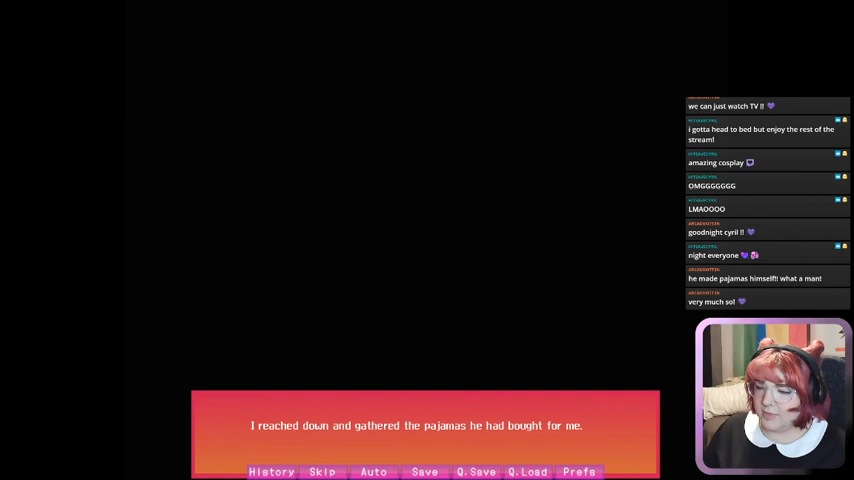 we can just watch TV !! 💜
HITSUGICYRIL
i gotta head to bed but enjoy the rest of the
stream!
amazing cosplay
OMGGGGGGG
LMAOOOO
goodnight cyril !! 💜
night everyone
he made pajamas himself!! what a man!
very much so! 💜
I reached down and gathered the pajamas he had bought for me.
History Skip Auto Save Q.Save Q.Load Prefs